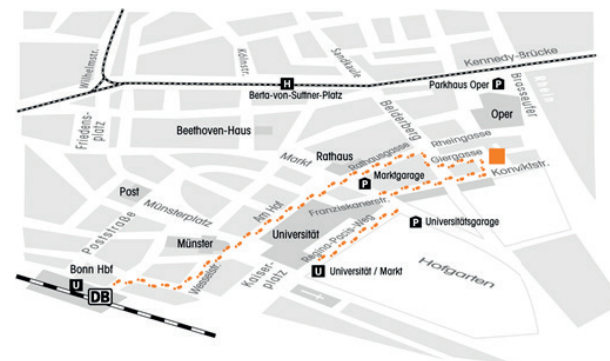 Wilhelmstr.
Kölnstr.
Sandkaule
Kennedy-Brücke
H
Berta-von-Suttner-Platz
Parkhaus Oper P
Brasseufer
Rhein
Friedens-
platz
Beethoven-Haus
Belderberg
Oper
Rheingasse
Markt
Rathaus
Rathausgasse
Giergasse
Konviktstr.
P
Marktgarage
Post
Münsterplatz
Am Hof
Franziskanerstr.
Poststraße
Münster
Universität
Regina-Pacis-Weg
P Universitätsgarage
Bonn Hbf
U
DB
Wesselstr.
Kaiser-
platz
U Universität / Markt
Hofgarten